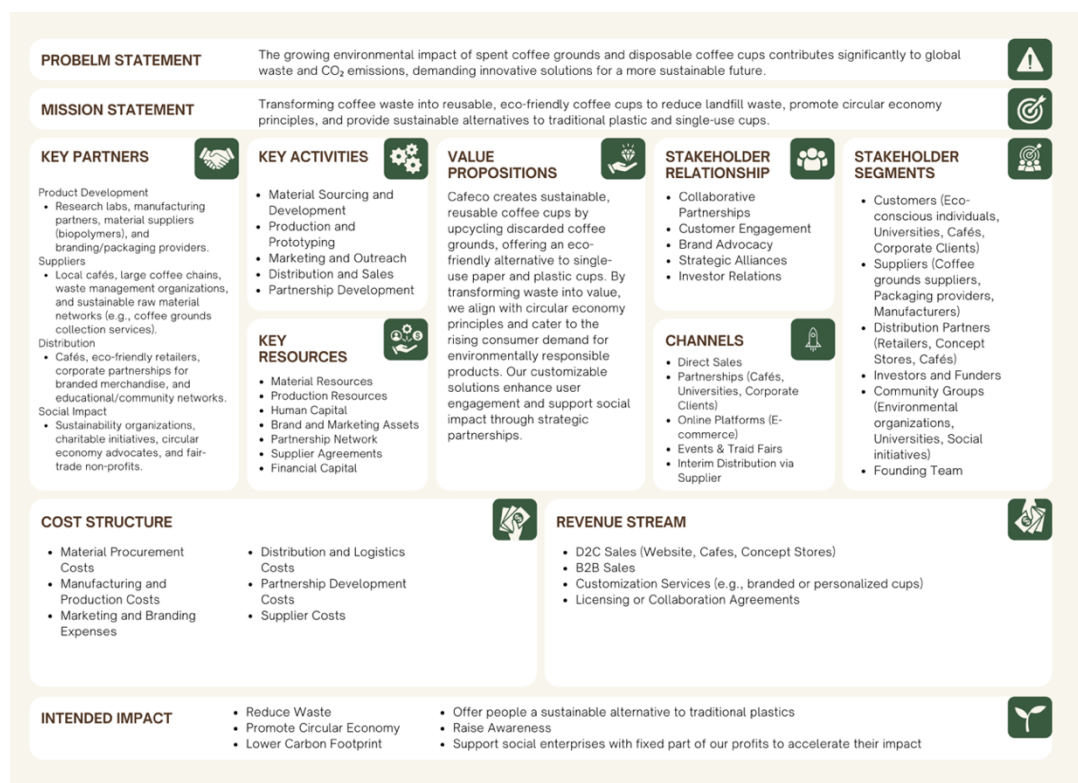 PROBELM STATEMENT
The growing environmental impact of spent coffee grounds and disposable coffee cups contributes significantly to global
waste and CO₂ emissions, demanding innovative solutions for a more sustainable future.
MISSION STATEMENT
Transforming coffee waste into reusable, eco-friendly coffee cups to reduce landfill waste, promote circular economy
principles, and provide sustainable alternatives to traditional plastic and single-use cups.
KEY PARTNERS
Product Development
• Research labs, manufacturing
partners, material suppliers
(biopolymers), and
branding/packaging providers.
Suppliers
• Local cafés, large coffee chains,
waste management organizations,
and sustainable raw material
networks (e.g., coffee grounds
collection services).
Distribution
• Cafés, eco-friendly retailers,
corporate partnerships for
branded merchandise, and
educational/community networks.
Social Impact
• Sustainability organizations,
charitable initiatives, circular
economy advocates, and fair-
trade non-profits.
KEY ACTIVITIES
• Material Sourcing and
Development
• Production and
Prototyping
• Marketing and Outreach
• Distribution and Sales
• Partnership Development
KEY
RESOURCES
• Material Resources
• Production Resources
• Human Capital
• Brand and Marketing Assets
• Partnership Network
• Supplier Agreements
• Financial Capital
VALUE
PROPOSITIONS
Cafeco creates sustainable,
reusable coffee cups by
upcycling discarded coffee
grounds, offering an eco-
friendly alternative to single-
use paper and plastic cups. By
transforming waste into value,
we align with circular economy
principles and cater to the
rising consumer demand for
environmentally responsible
products. Our customizable
solutions enhance user
engagement and support social
impact through strategic
partnerships.
STAKEHOLDER
RELATIONSHIP
• Collaborative
Partnerships
• Customer Engagement
• Brand Advocacy
• Strategic Alliances
• Investor Relations
CHANNELS
• Direct Sales
• Partnerships (Cafés,
Universities, Corporate
Clients)
• Online Platforms (E-
commerce)
• Events & Traid Fairs
• Interim Distribution via
Supplier
STAKEHOLDER
SEGMENTS
• Customers (Eco-
conscious individuals,
Universities, Cafés,
Corporate Clients)
• Suppliers (Coffee
grounds suppliers,
Packaging providers,
Manufacturers)
• Distribution Partners
(Retailers, Concept
Stores, Cafés)
• Investors and Funders
• Community Groups
(Environmental
organizations,
Universities, Social
initiatives)
• Founding Team
COST STRUCTURE
• Material Procurement
Costs
• Manufacturing and
Production Costs
• Marketing and Branding
Expenses
• Distribution and Logistics
Costs
• Partnership Development
Costs
• Supplier Costs
REVENUE STREAM
• D2C Sales (Website, Cafes, Concept Stores)
• B2B Sales
• Customization Services (e.g., branded or personalized cups)
• Licensing or Collaboration Agreements
INTENDED IMPACT
• Reduce Waste
• Promote Circular Economy
• Lower Carbon Footprint
• Offer people a sustainable alternative to traditional plastics
• Raise Awareness
• Support social enterprises with fixed part of our profits to accelerate their impact